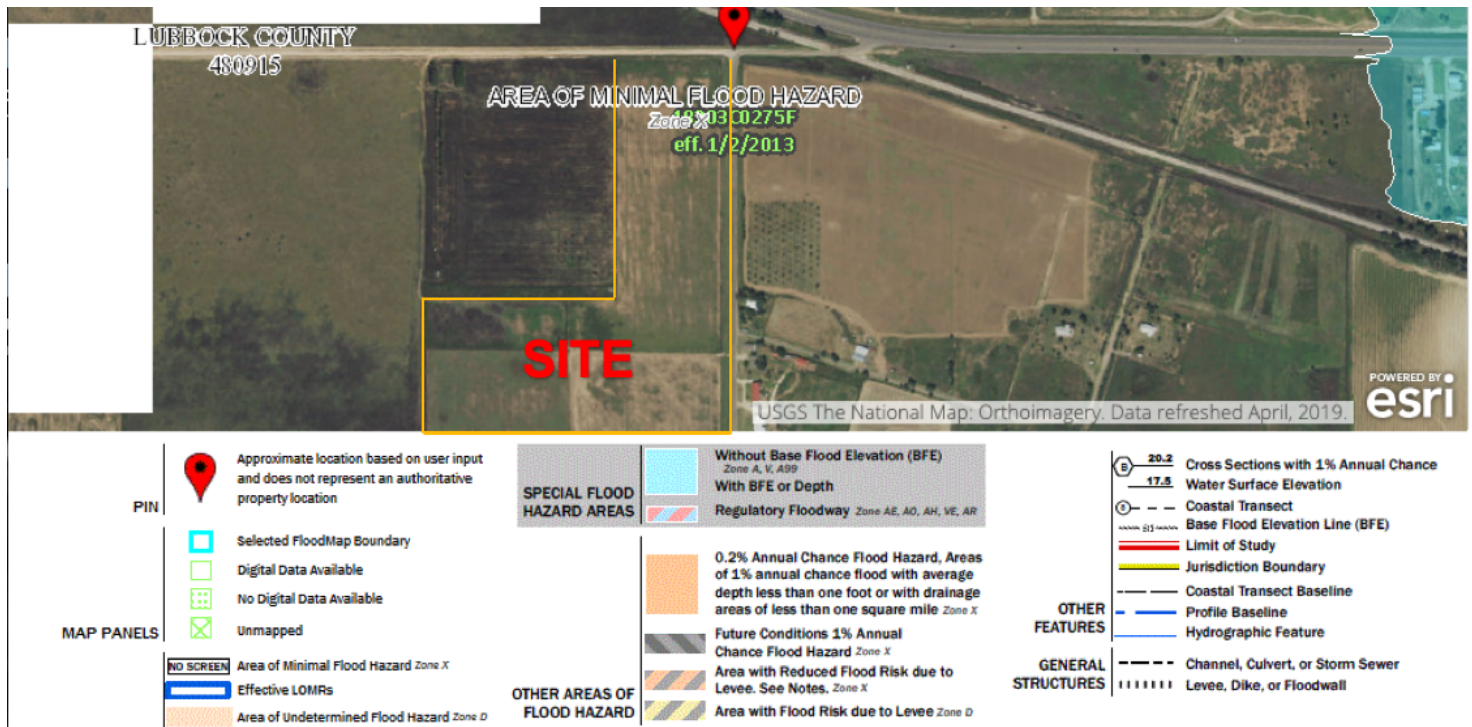 LUBBOCK COUNTY
480915
AREA OF MINIMAL FLOOD HAZARD
Zone X
eff. 1/2/2013
SITE
USGS The National Map: Orthoimagery. Data refreshed April, 2019.
POWERED BY
esri
PIN
Approximate location based on user input
and does not represent an authoritative
property location
MAP PANELS
Selected FloodMap Boundary
Digital Data Available
No Digital Data Available
Unmapped
NO SCREEN Area of Minimal Flood Hazard Zone X
Effective LOMRs
Area of Undetermined Flood Hazard Zone D
SPECIAL FLOOD
HAZARD AREAS
Without Base Flood Elevation (BFE)
Zone A, V, A99
With BFE or Depth
Regulatory Floodway Zone AE, AO, AH, VE, AR
OTHER AREAS OF
FLOOD HAZARD
0.2% Annual Chance Flood Hazard, Areas
of 1% annual chance flood with average
depth less than one foot or with drainage
areas of less than one square mile Zone X
Future Conditions 1% Annual
Chance Flood Hazard Zone X
Area with Reduced Flood Risk due to
Levee. See Notes. Zone X
Area with Flood Risk due to Levee Zone D
OTHER
FEATURES
B 20.2 Cross Sections with 1% Annual Chance
17.5 Water Surface Elevation
8 Coastal Transect
513 Base Flood Elevation Line (BFE)
Limit of Study
Jurisdiction Boundary
Coastal Transect Baseline
Profile Baseline
Hydrographic Feature
GENERAL
STRUCTURES
Channel, Culvert, or Storm Sewer
Levee, Dike, or Floodwall